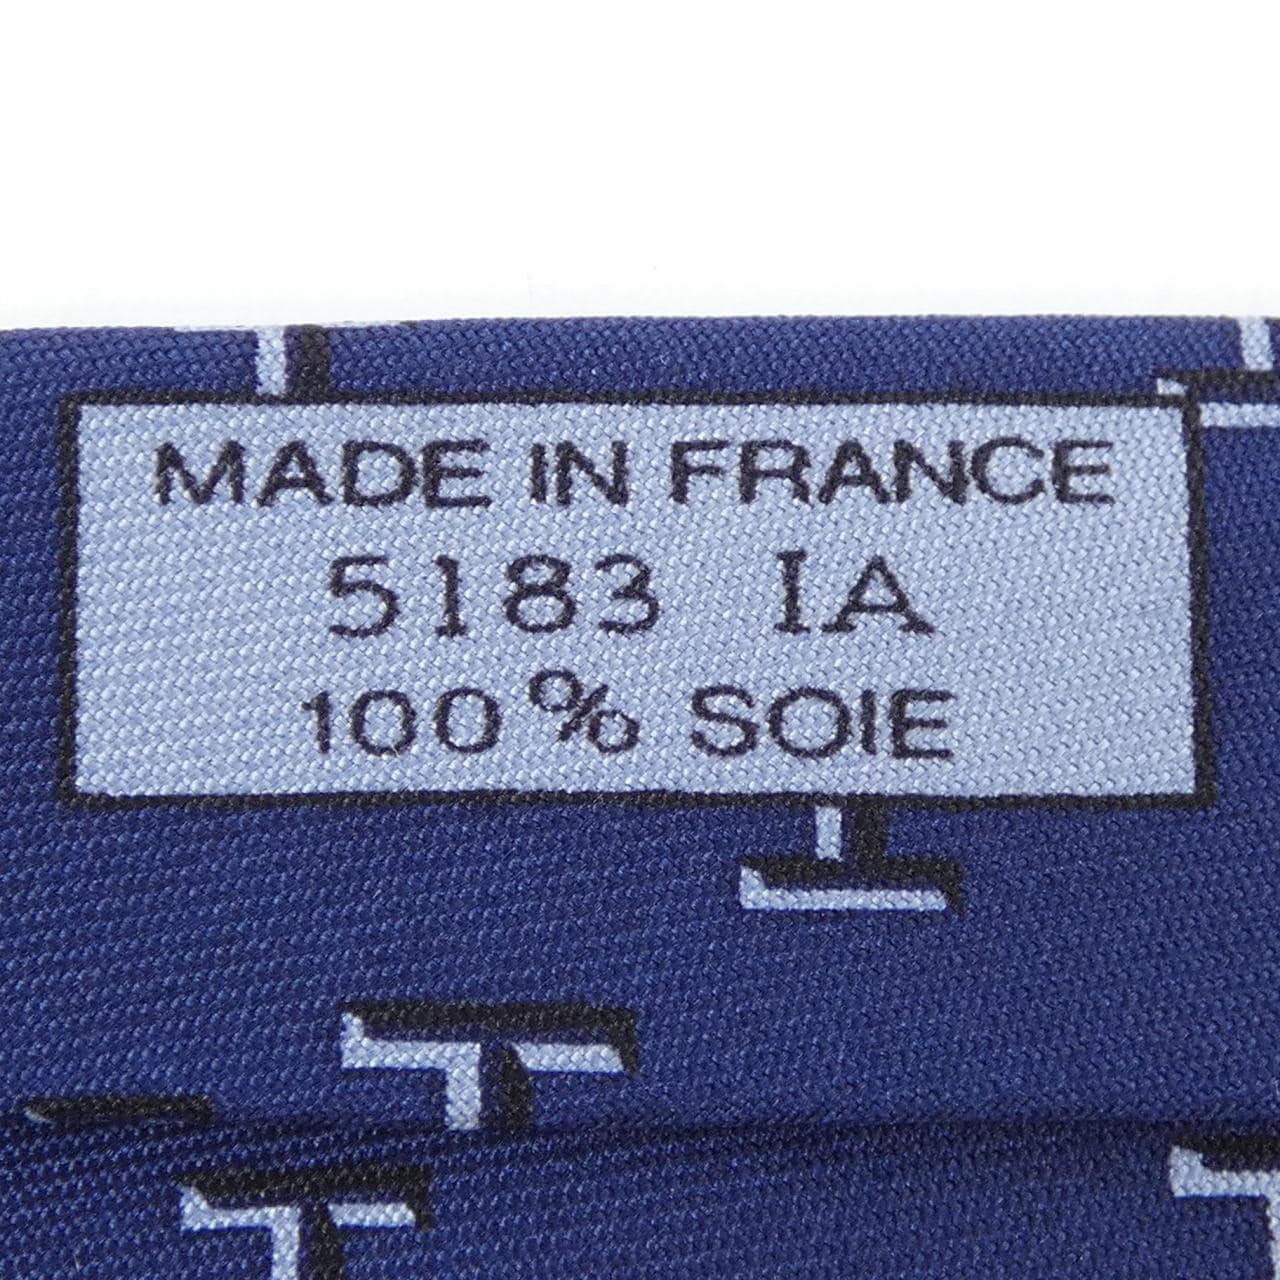 MADE IN FRANCE
5183 IA
100% SOIE